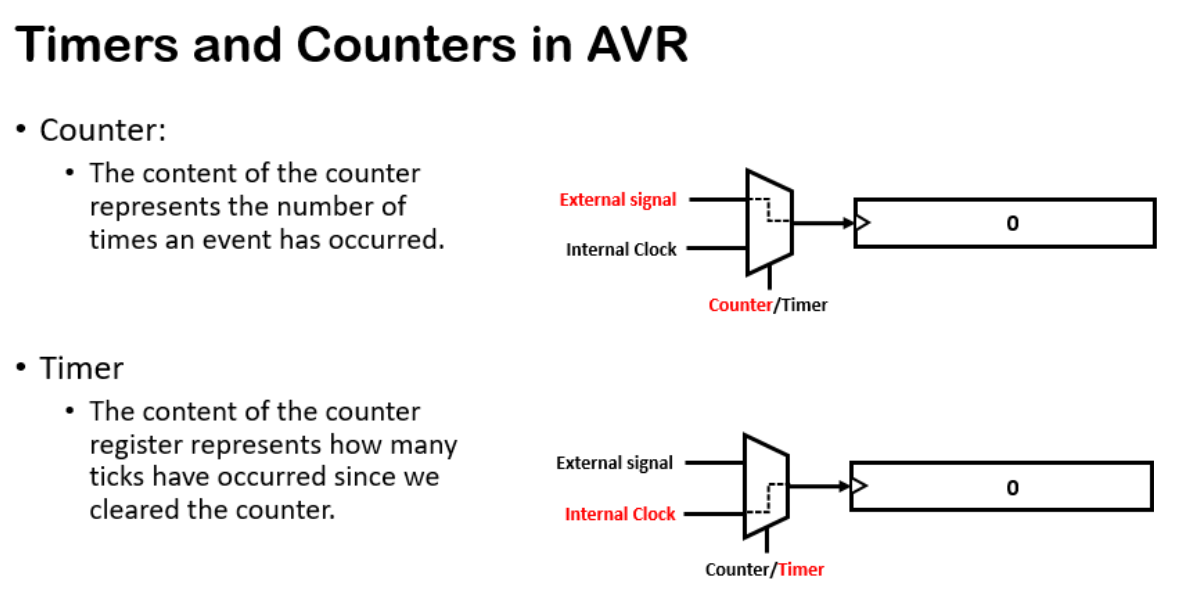 Timers and Counters in AVR
• Counter:
• The content of the counter
represents the number of
times an event has occurred.
External signal
Internal Clock
0
Counter/Timer
• Timer
• The content of the counter
register represents how many
ticks have occurred since we
cleared the counter.
External signal
Internal Clock
0
Counter/Timer